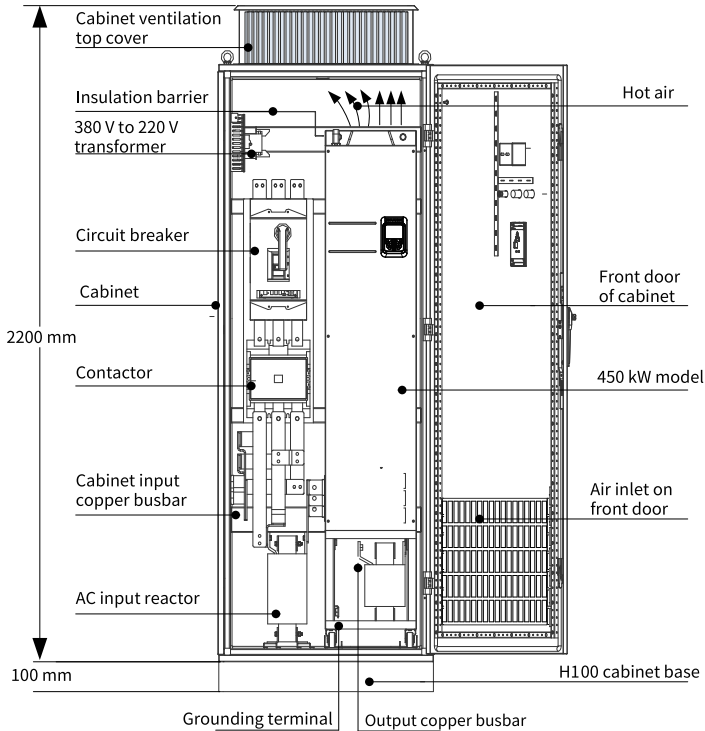 Cabinet ventilation
top cover
Insulation barrier
380 V to 220 V
transformer
Circuit breaker
Cabinet
2200 mm
Contactor
Cabinet input
copper busbar
AC input reactor
100 mm
Grounding terminal
Output copper busbar
Hot air
Front door
of cabinet
450 kW model
Air inlet on
front door
H100 cabinet base